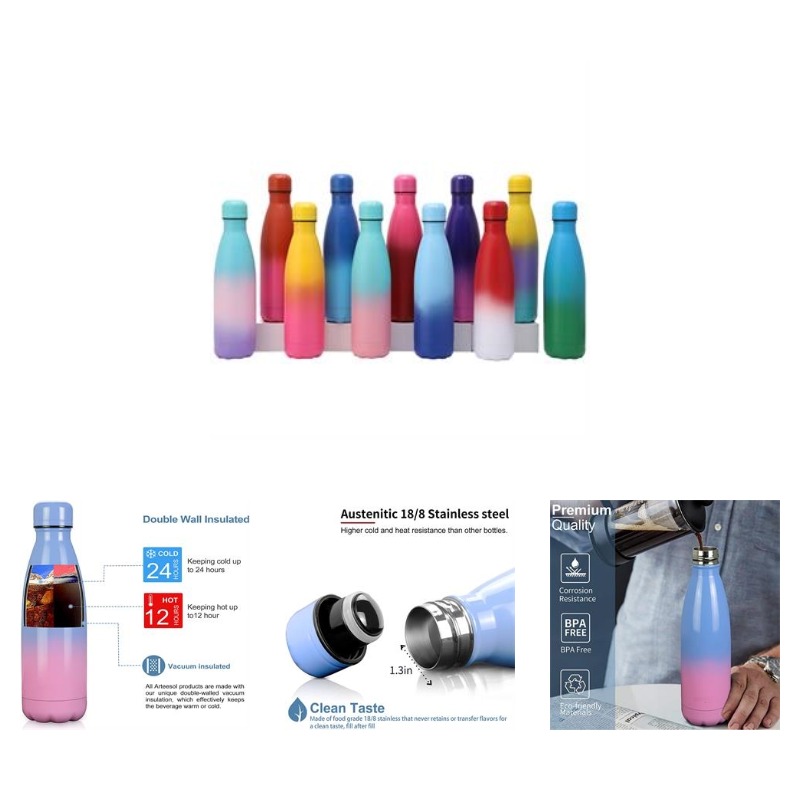 Double Wall Insulated
COLD
24 HOURS
Keeping cold up
to 24 hours
HOT
12 HOURS
Keeping hot up
to12 hour
Vacuum insulated
All Arteesol products are made with
our unique double-walled vacuum
insulation, which effectively keeps
the beverage warm or cold.
Austenitic 18/8 Stainless steel
Higher cold and heat resistance than other bottles.
1.3in
Clean Taste
Made of food grade 18/8 stainless that never retains or transfer flavors for
a clean taste, fill after fill
Premium
Quality
Corrosion
Resistance
BPA
FREE
BPA Free
Eco-friendly
Materials